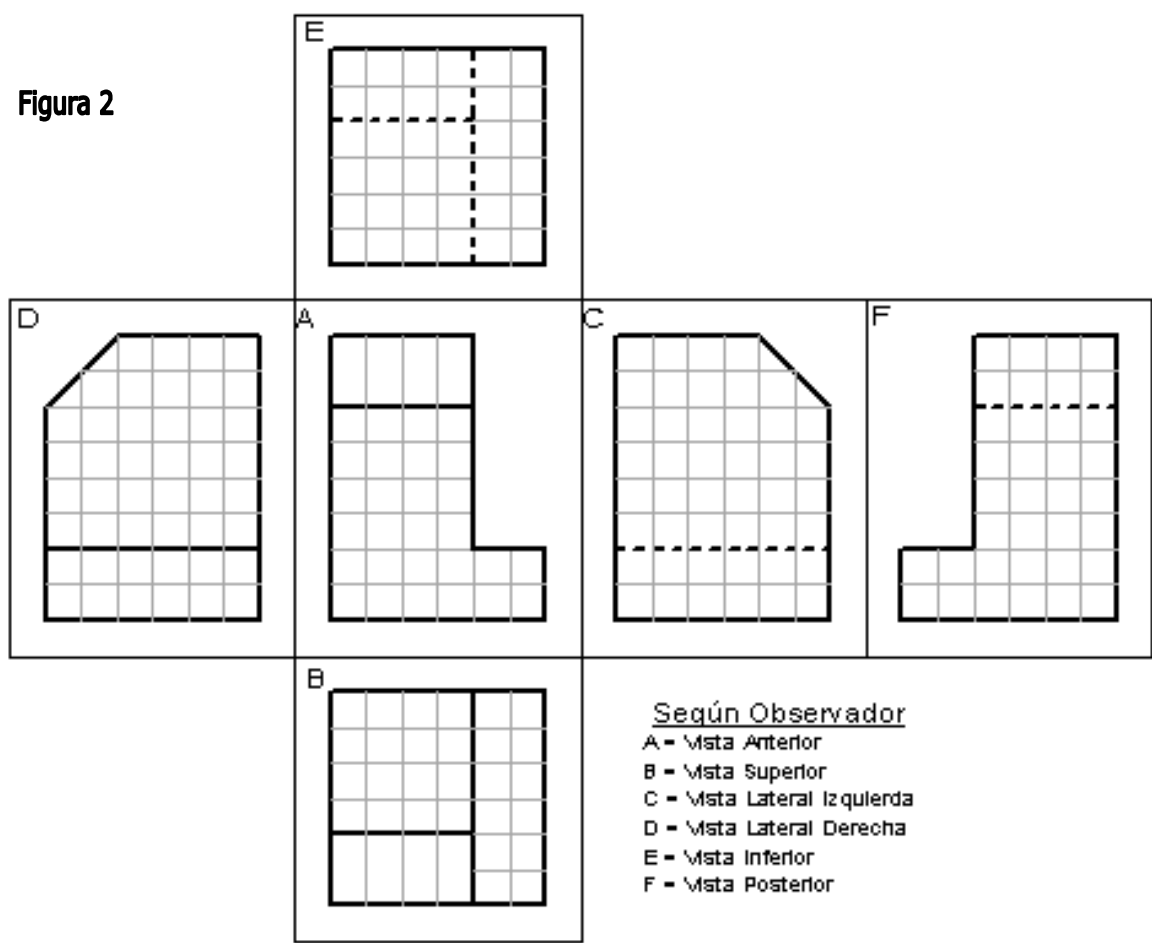 E
Figura 2
D
A
C
F
B
Según Observador
A - Vista Anterior
B - Vista Superior
C - Vista Lateral Izquierda
D - Vista Lateral Derecha
E - Vista Inferior
F - Vista Posterior